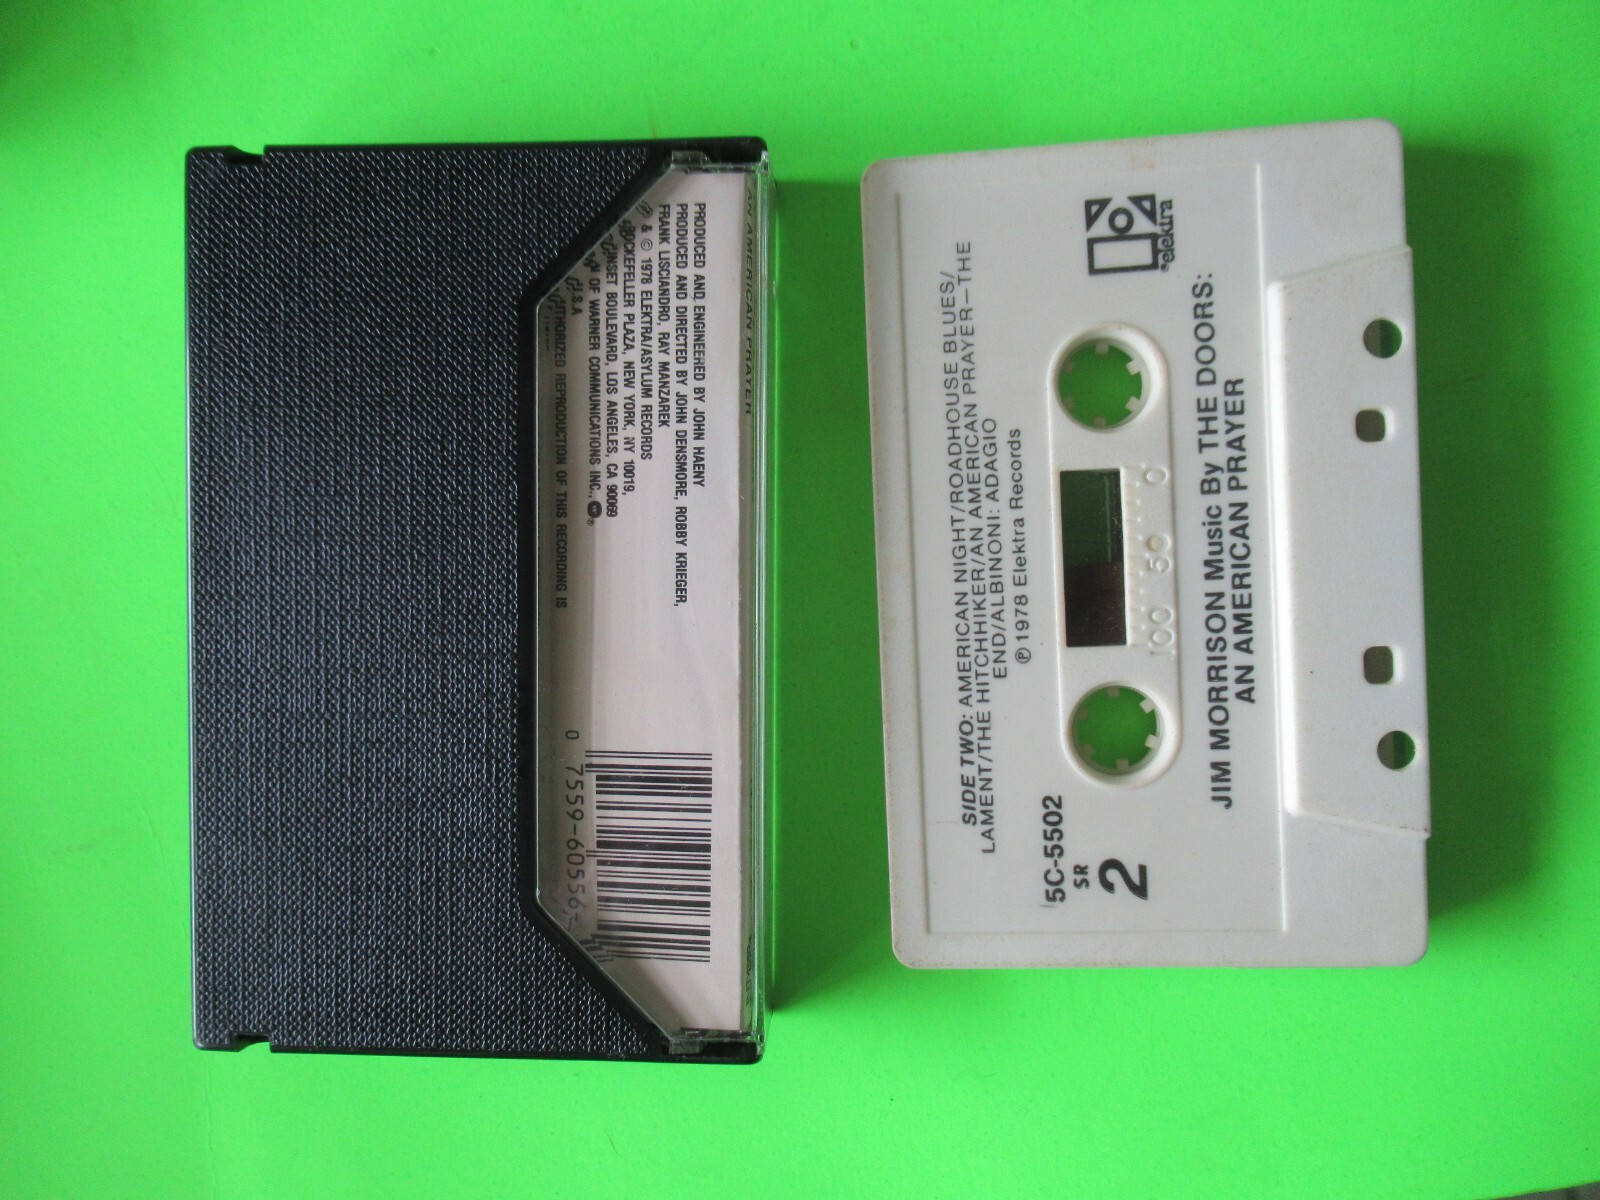 AN AMERICAN PRAYER
PRODUCED AND ENGINEERED BY JOHN HAENY
PRODUCED AND DIRECTED BY JOHN DENSMORE, ROBBY KRIEGER,
FRANK LISCIANDRO, RAY MANZAREK
Ⓟ & © 1978 ELEKTRA/ASYLUM RECORDS
ROCKEFELLER PLAZA, NEW YORK, NY 10019,
SUNSET BOULEVARD, LOS ANGELES, CA 90069
OF WARNER COMMUNICATIONS INC., ®
U.S.A
REPRODUCTION OF THIS RECORDING IS
0 7559-60556-
SIDE TWO: AMERICAN NIGHT/ROADHOUSE BLUES/
LAMENT/THE HITCHHIKER/AN AMERICAN PRAYER—THE
END/ALBINIONI: ADAGIO
Ⓟ 1978 Elektra Records
5C-5502
SR
2
®elektra
100 50 0
JIM MORRISON Music By THE DOORS:
AN AMERICAN PRAYER